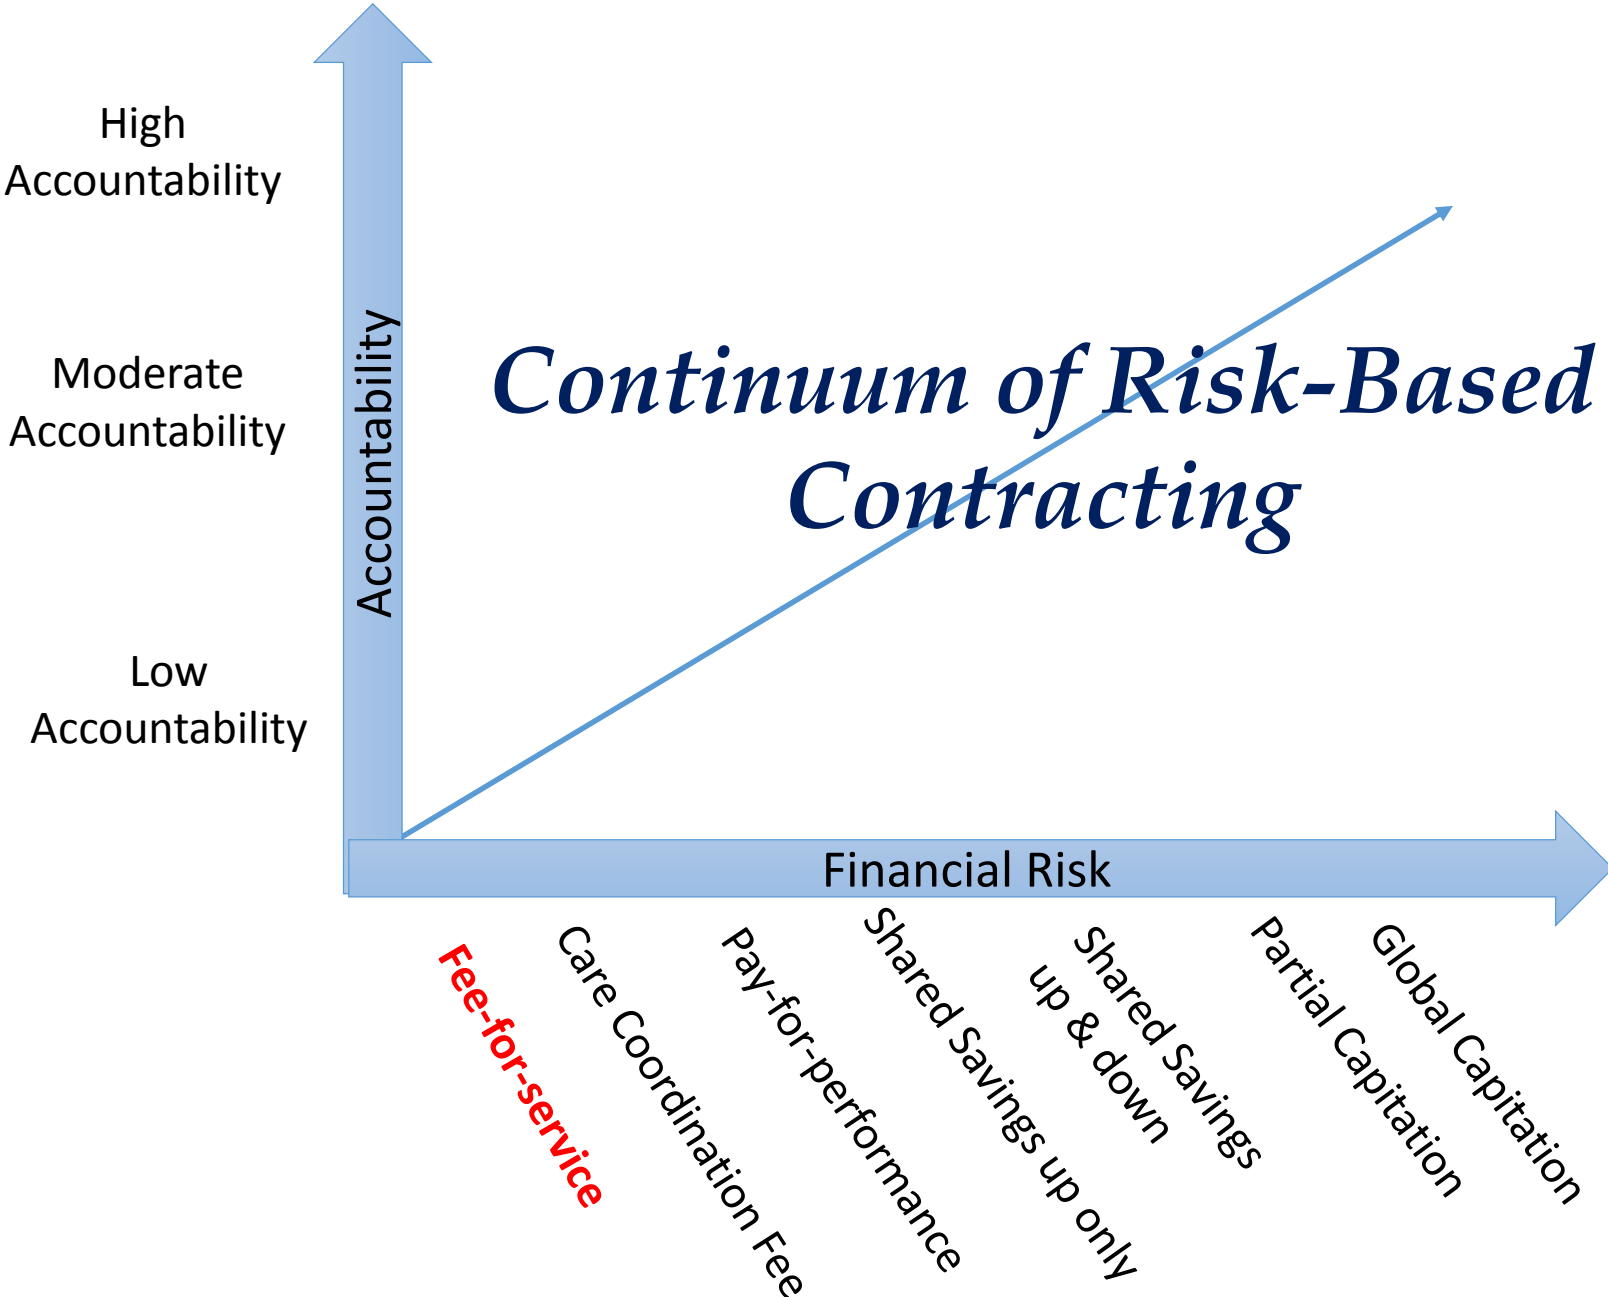 High
Accountability
Moderate
Accountability
Low
Accountability
Accountability
Continuum of Risk-Based
Contracting
Financial Risk
Fee-for-service
Care Coordination Fee
Pay-for-performance
Shared Savings up only
Shared Savings
up & down
Partial Capitation
Global Capitation